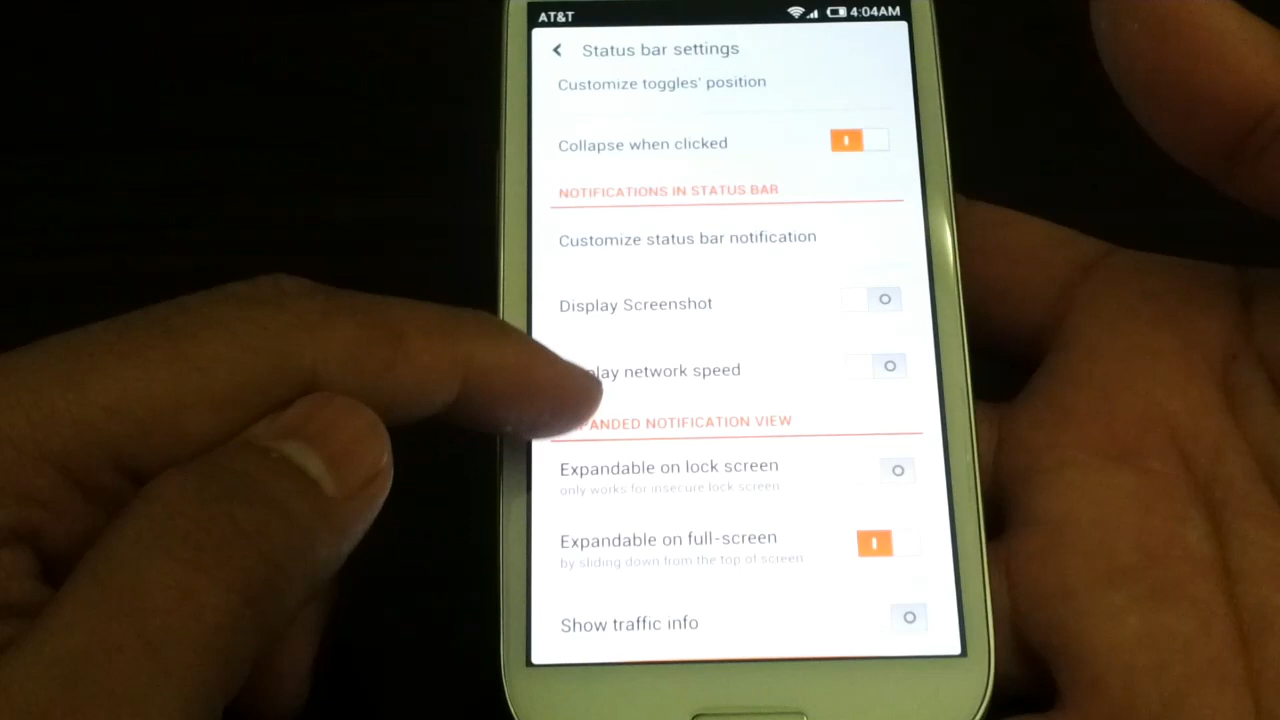 AT&T 4:04AM
Status bar settings
Customize toggles' position
Collapse when clicked
NOTIFICATIONS IN STATUS BAR
Customize status bar notification
Display Screenshot
lay network speed
PANDED NOTIFICATION VIEW
Expandable on lock screen
only works for insecure lock screen
Expandable on full-screen
by sliding down from the top of screen
Show traffic info